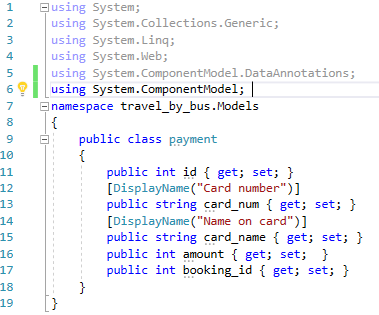 1 using System;
2 using System.Collections.Generic;
3 using System.Linq;
4 using System.Web;
5 using System.ComponentModel.DataAnnotations;
6 using System.ComponentModel;
7 namespace travel_by_bus.Models
8 {
9 public class payment
10 {
11 public int id { get; set; }
12 [DisplayName("Card number")]
13 public string card_num { get; set; }
14 [DisplayName("Name on card")]
15 public string card_name { get; set; }
16 public int amount { get; set;  }
17 public int booking_id { get; set; }
18 }
19 }